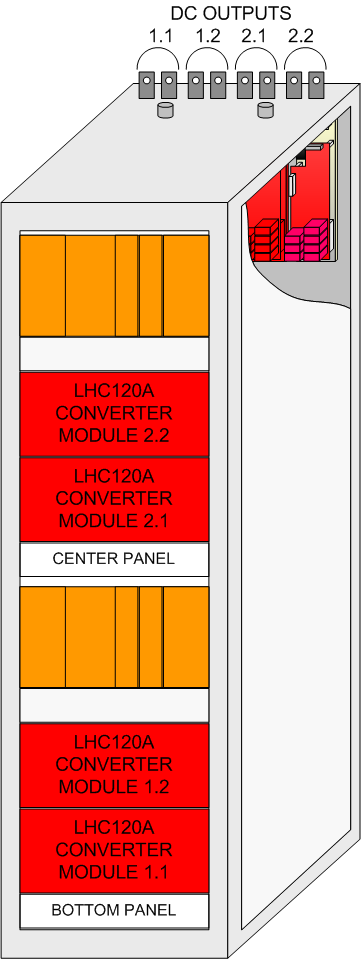 DC OUTPUTS
1.1 1.2 2.1 2.2
LHC120A
CONVERTER
MODULE 2.2
LHC120A
CONVERTER
MODULE 2.1
CENTER PANEL
LHC120A
CONVERTER
MODULE 1.2
LHC120A
CONVERTER
MODULE 1.1
BOTTOM PANEL